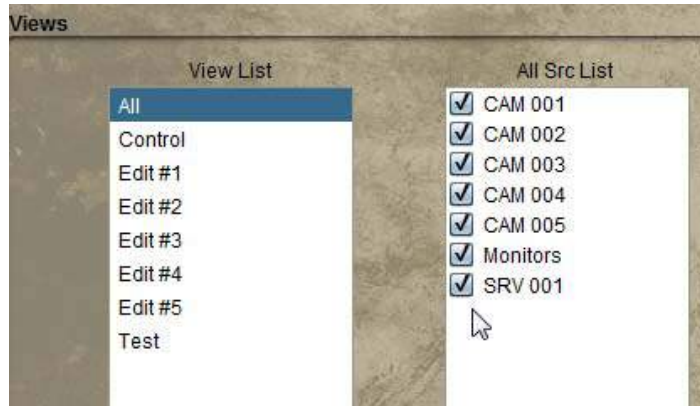 Views
View List
All
Control
Edit #1
Edit #2
Edit #3
Edit #4
Edit #5
Test
All Src List
CAM 001
CAM 002
CAM 003
CAM 004
CAM 005
Monitors
SRV 001